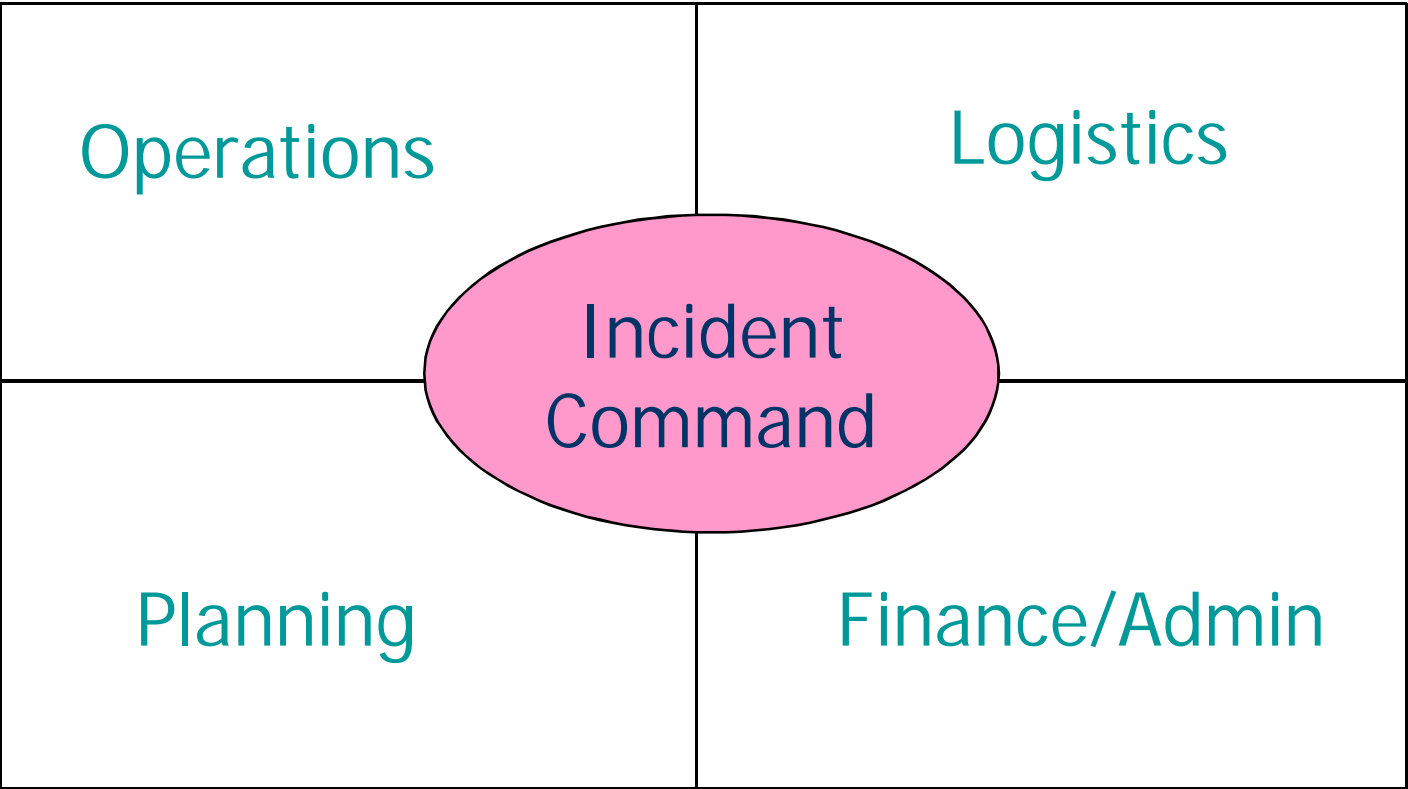 Operations
Logistics
Incident
Command
Planning
Finance/Admin